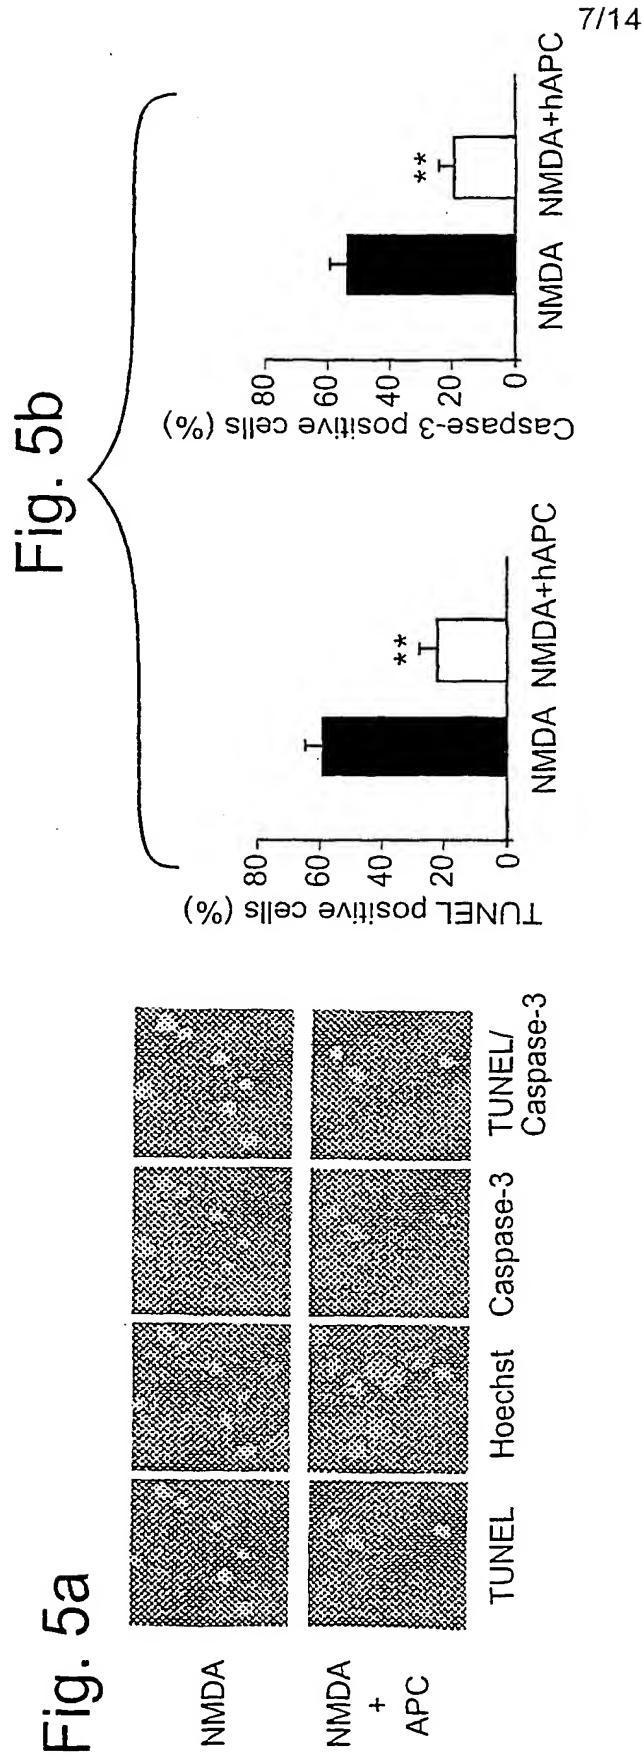 7/14
Fig. 5a
NMDA
NMDA
+
APC
TUNEL
Hoechst
Caspase-3
TUNEL/
Caspase-3
Fig. 5b
TUNEL positive cells (%)
80
60
40
20
0
**
NMDA
NMDA+hAPC
Caspase-3 positive cells (%)
80
60
40
20
0
**
NMDA
NMDA+hAPC